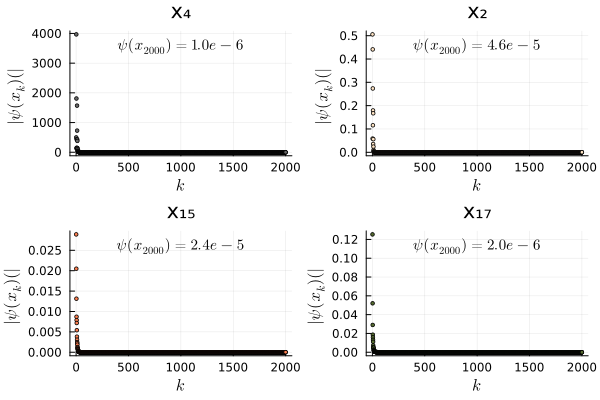 X₄
4000
3000
2000
1000
0
|ψ(x_k)(|
ψ(x₂₀₀₀) = 1.0e − 6
0 500 1000 1500 2000
k
X₂
0.5
0.4
0.3
0.2
0.1
0.0
|ψ(x_k)(|
ψ(x₂₀₀₀) = 4.6e − 5
0 500 1000 1500 2000
k
X₁₅
0.025
0.020
0.015
0.010
0.005
0.000
|ψ(x_k)(|
ψ(x₂₀₀₀) = 2.4e − 5
0 500 1000 1500 2000
k
X₁₇
0.12
0.10
0.08
0.06
0.04
0.02
0.00
|ψ(x_k)(|
ψ(x₂₀₀₀) = 2.0e − 6
0 500 1000 1500 2000
k